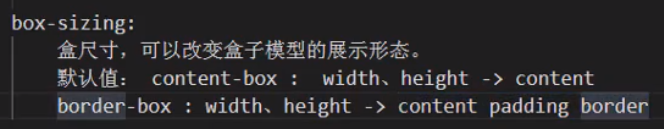 box-sizing:
盒尺寸，可以改变盒子模型的展示形态。
默认值： content-box : width、height -> content
border-box : width、height -> content padding border